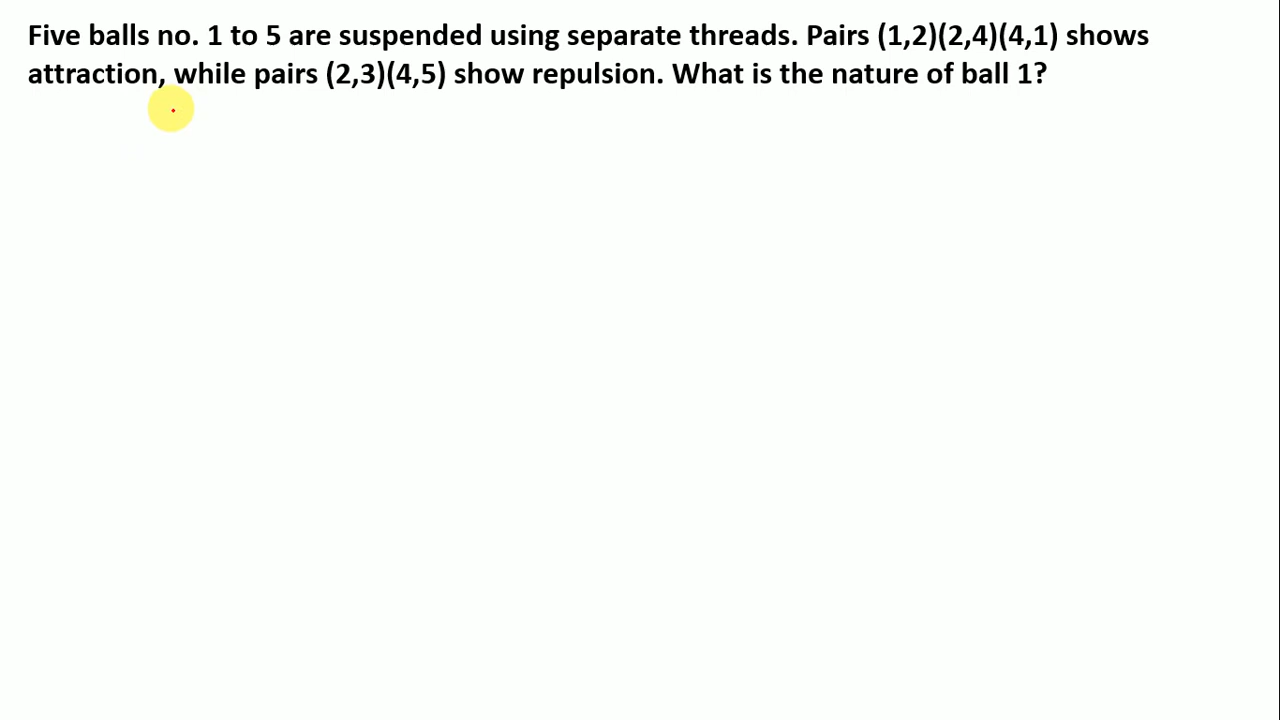 Five balls no. 1 to 5 are suspended using separate threads. Pairs (1,2)(2,4)(4,1) shows
attraction, while pairs (2,3)(4,5) show repulsion. What is the nature of ball 1?